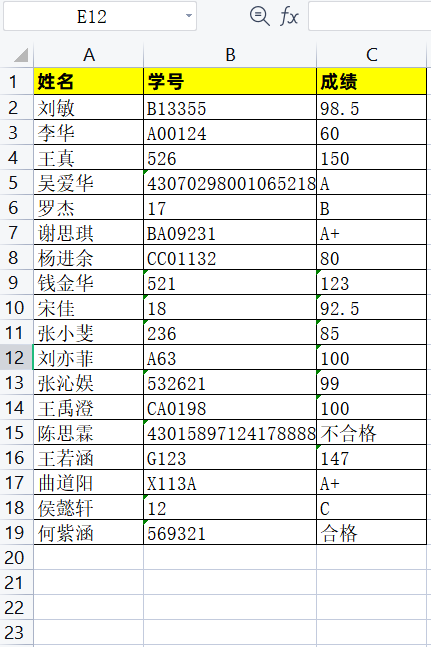 E12 fx
A B C
1 姓名 学号 成绩
2 刘敏 B13355 98.5
3 李华 A00124 60
4 王真 526 150
5 吴爱华 43070298001065218 A
6 罗杰 17 B
7 谢思琪 BA09231 A+
8 杨进余 CC01132 80
9 钱金华 521 123
10 宋佳 18 92.5
11 张小斐 236 85
12 刘亦菲 A63 100
13 张沁娱 532621 99
14 王禹澄 CA0198 100
15 陈思霖 43015897124178888 不合格
16 王若涵 G123 147
17 曲道阳 X113A A+
18 侯懿轩 12 C
19 何紫涵 569321 合格
20
21
22
23